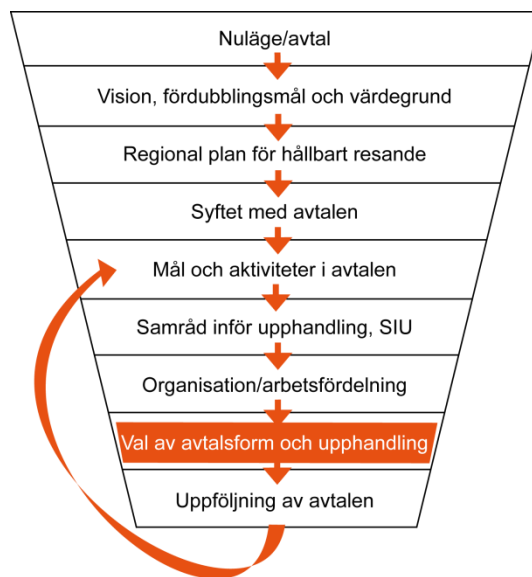 Nuläge/avtal
Vision, fördubblingsmål och värdegrund
Regional plan för hållbart resande
Syftet med avtalen
Mål och aktiviteter i avtalen
Samråd inför upphandling, SIU
Organisation/arbetsfördelning
Val av avtalsform och upphandling
Uppföljning av avtalen